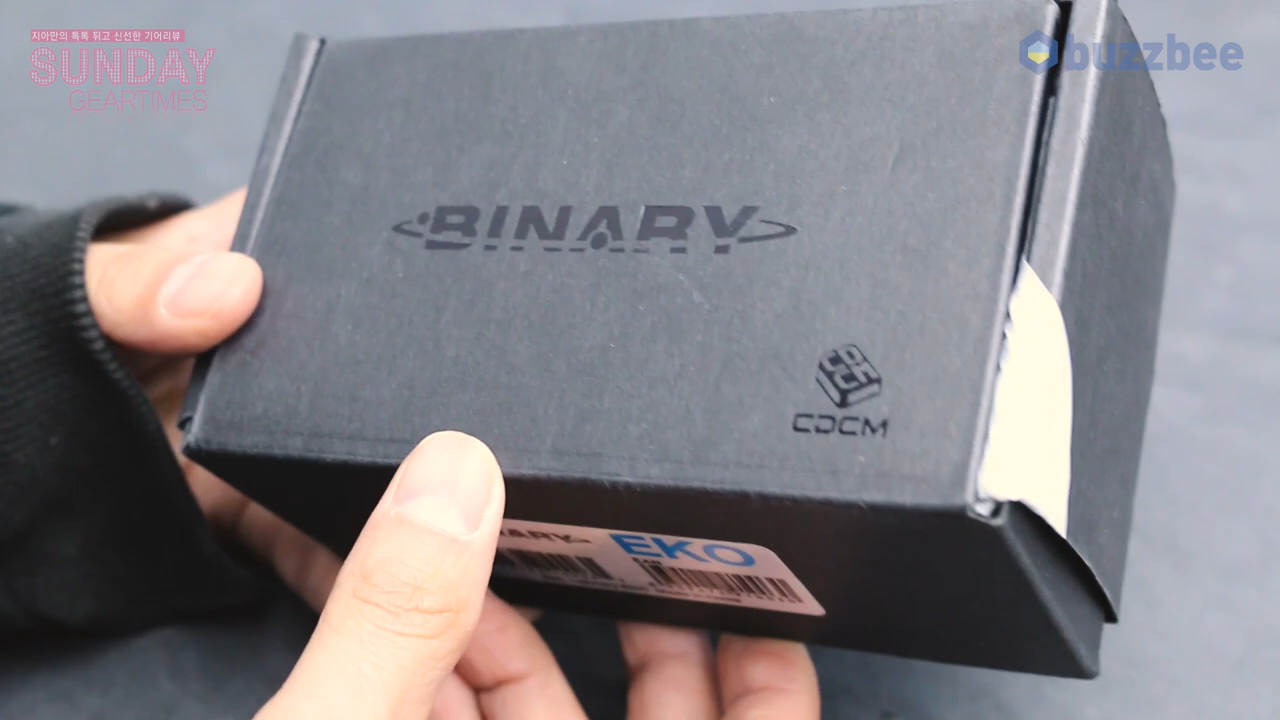 지아만의 톡톡 튀고 신선한 기어리뷰
SUNDAY
GEARTIMES
buzzbee
BINARY
CDCM
EKO
EAN